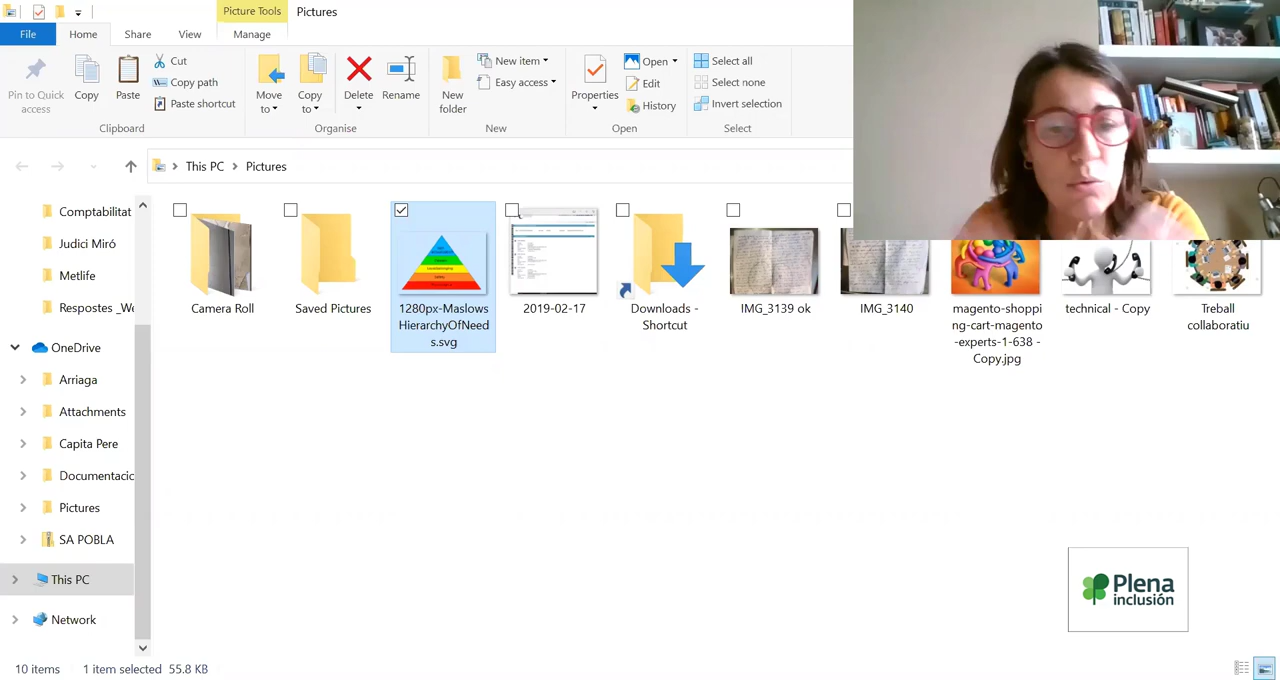 Picture Tools
Pictures
File
Home
Share
View
Manage
Pin to Quick
access
Copy
Paste
Cut
Copy path
Paste shortcut
Clipboard
Move
to
Copy
to
Delete
Rename
Organise
New
folder
New item
Easy access
New
Properties
Open
Edit
History
Open
Select all
Select none
Invert selection
Select
This PC
Pictures
Comptabilitat
Judici Miró
Metlife
Respostes _We
OneDrive
Arriaga
Attachments
Capita Pere
Documentacio
Pictures
SA POBLA
This PC
Network
Camera Roll
Saved Pictures
1280px-Maslows
HierarchyOfNeed
s.svg
2019-02-17
Downloads -
Shortcut
IMG_3139 ok
IMG_3140
magento-shoppi
ng-cart-magento
-experts-1-638 -
Copy.jpg
technical - Copy
Treball
collaboratiu
Plena
inclusión
10 items
1 item selected
55.8 KB